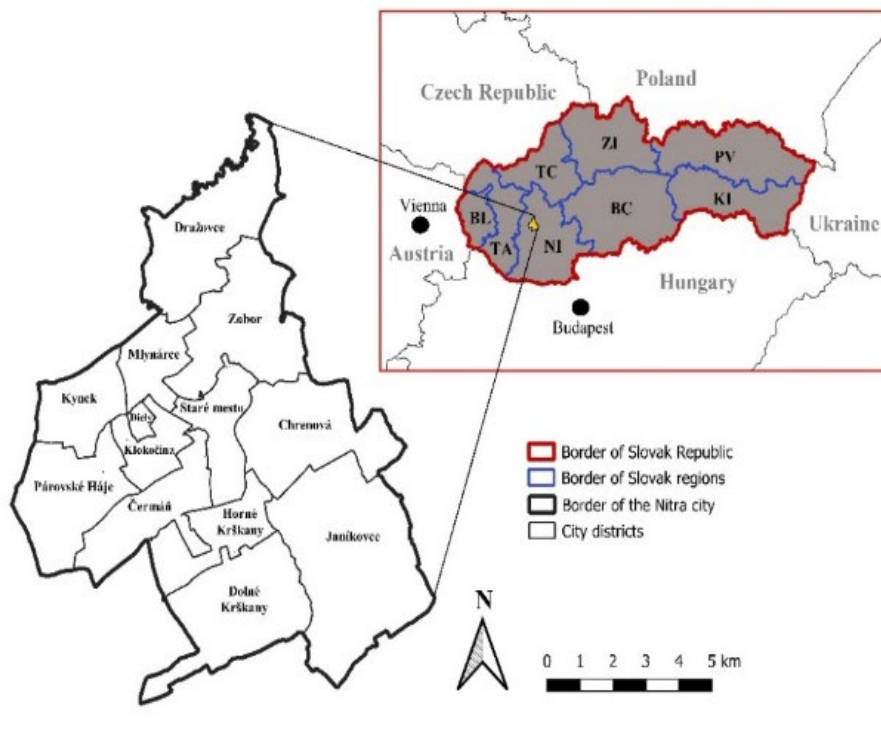 Poland
Czech Republic
ZI
PV
TC
BC
KI
BL
Vienna
NI
TA
Austria
Ukraine
Hungary
Budapest
Dražovce
Zobor
Mlynárce
Kynek
Staré mesto
Diely
Chrenová
Klokočina
Párovské Háje
Čermáň
Horné
Krškany
Janíkovce
Dolné
Krškany
Border of Slovak Republic
Border of Slovak regions
Border of the Nitra city
City districts
N
0 1 2 3 4 5 km